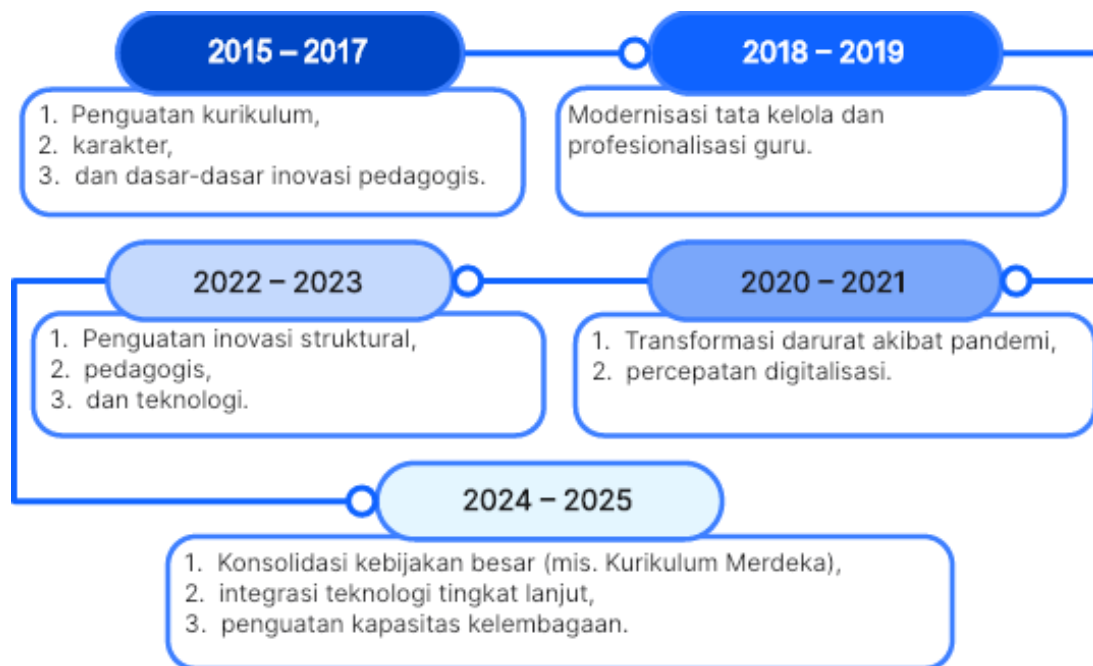 2015 – 2017
1. Penguatan kurikulum,
2. karakter,
3. dan dasar-dasar inovasi pedagogis.
2018 – 2019
Modernisasi tata kelola dan
profesionalisasi guru.
2020 – 2021
1. Transformasi darurat akibat pandemi,
2. percepatan digitalisasi.
2022 – 2023
1. Penguatan inovasi struktural,
2. pedagogis,
3. dan teknologi.
2024 – 2025
1. Konsolidasi kebijakan besar (mis. Kurikulum Merdeka),
2. integrasi teknologi tingkat lanjut,
3. penguatan kapasitas kelembagaan.